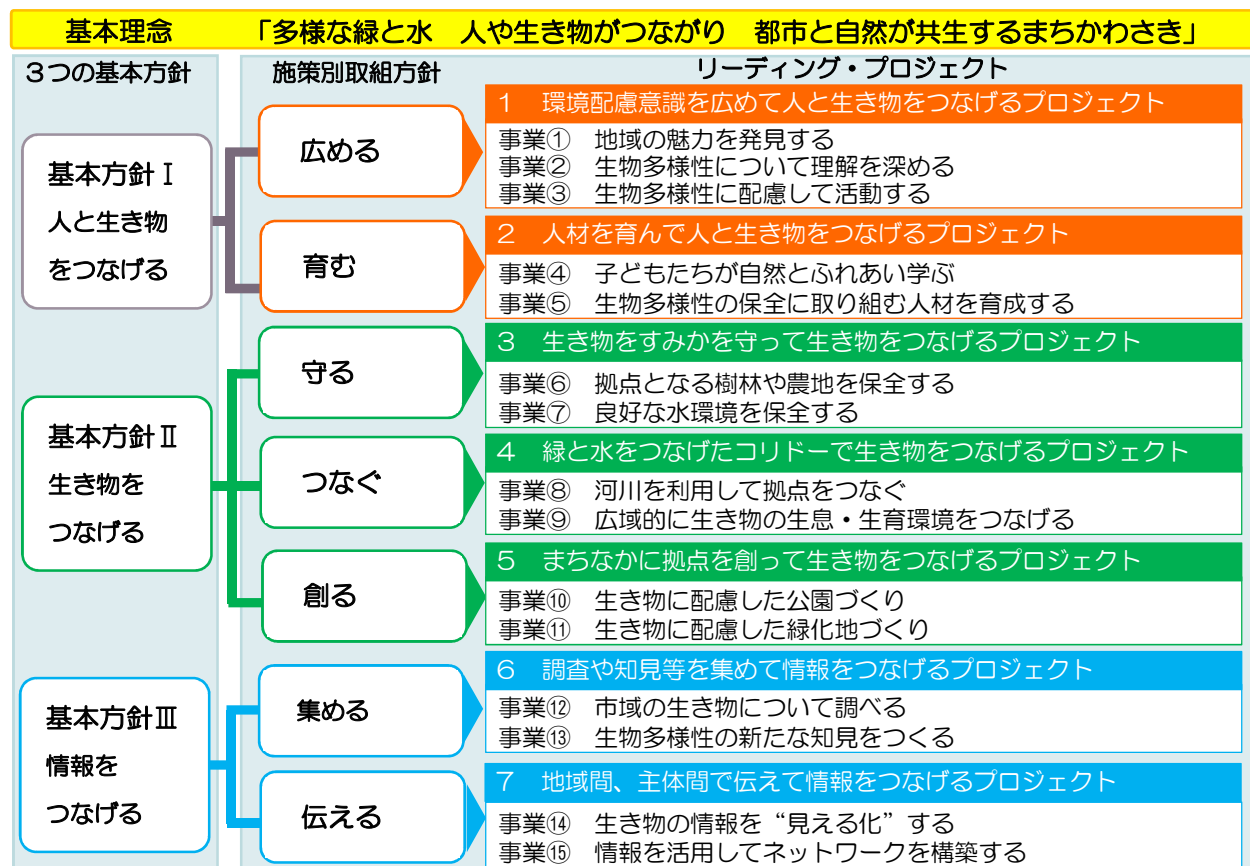 基本理念　「多様な緑と水　人や生き物がつながり　都市と自然が共生するまちかわさき」
３つの基本方針
施策別取組方針
リーディング・プロジェクト
基本方針Ⅰ
人と生き物
をつなげる
広める
１　環境配慮意識を広めて人と生き物をつなげるプロジェクト
事業①　地域の魅力を発見する
事業②　生物多様性について理解を深める
事業③　生物多様性に配慮して活動する
育む
２　人材を育んで人と生き物をつなげるプロジェクト
事業④　子どもたちが自然とふれあい学ぶ
事業⑤　生物多様性の保全に取り組む人材を育成する
基本方針Ⅱ
生き物を
つなげる
守る
３　生き物をすみかを守って生き物をつなげるプロジェクト
事業⑥　拠点となる樹林や農地を保全する
事業⑦　良好な水環境を保全する
つなぐ
４　緑と水をつなげたコリドーで生き物をつなげるプロジェクト
事業⑧　河川を利用して拠点をつなぐ
事業⑨　広域的に生き物の生息・生育環境をつなげる
創る
５　まちなかに拠点を創って生き物をつなげるプロジェクト
事業⑩　生き物に配慮した公園づくり
事業⑪　生き物に配慮した緑化地づくり
基本方針Ⅲ
情報を
つなげる
集める
６　調査や知見等を集めて情報をつなげるプロジェクト
事業⑫　市域の生き物について調べる
事業⑬　生物多様性の新たな知見をつくる
伝える
７　地域間、主体間で伝えて情報をつなげるプロジェクト
事業⑭　生き物の情報を“見える化”する
事業⑮　情報を活用してネットワークを構築する